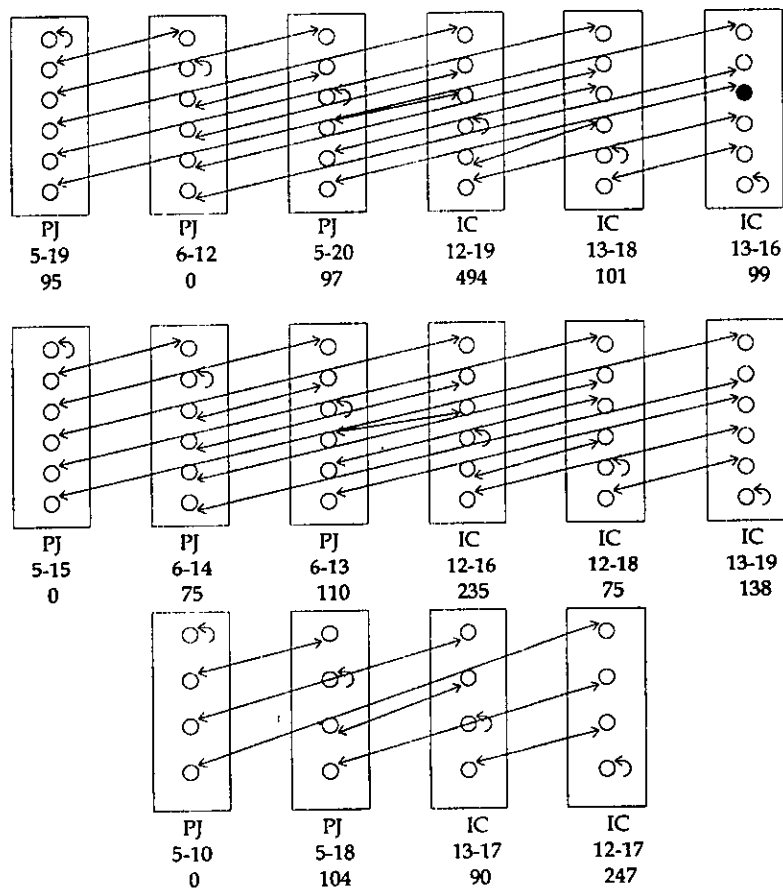 PJ PJ PJ IC IC IC
5-19 6-12 5-20 12-19 13-18 13-16
95 0 97 494 101 99
PJ PJ PJ IC IC IC
5-15 6-14 6-13 12-16 12-18 13-19
0 75 110 235 75 138
PJ PJ IC IC
5-10 5-18 13-17 12-17
0 104 90 247